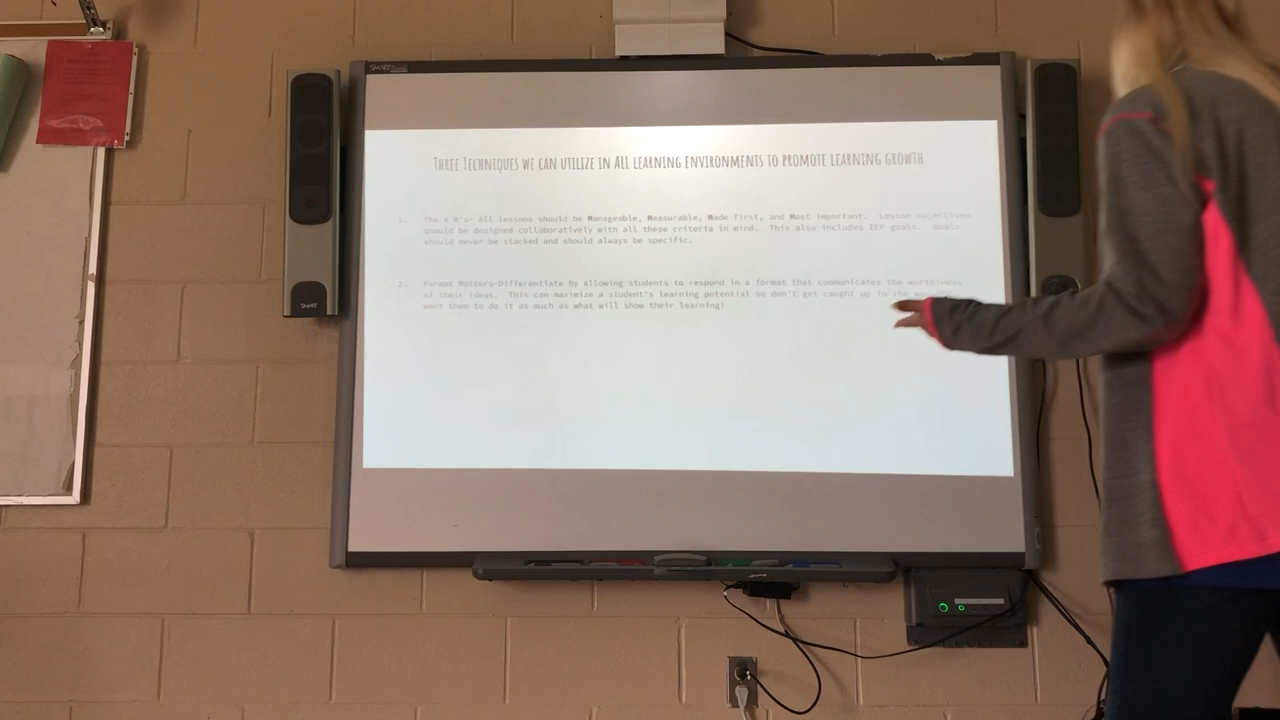 SMART Board
Three Techniques we can utilize in All learning environments to promote learning growth
1. The 4 M's- All lessons should be Manageable, Measurable, Made first, and Most important. Lesson objectives
should be designed collaboratively with all these criteria in mind. This also includes IEP goals. Goals
should never be stacked and should always be specific.
2. Format Matters-Differentiate by allowing students to respond in a format that communicates the worthiness
of their ideas. This can maximize a student's learning potential so don't get caught up in the way
want them to do it as much as what will show their learning!
SMART